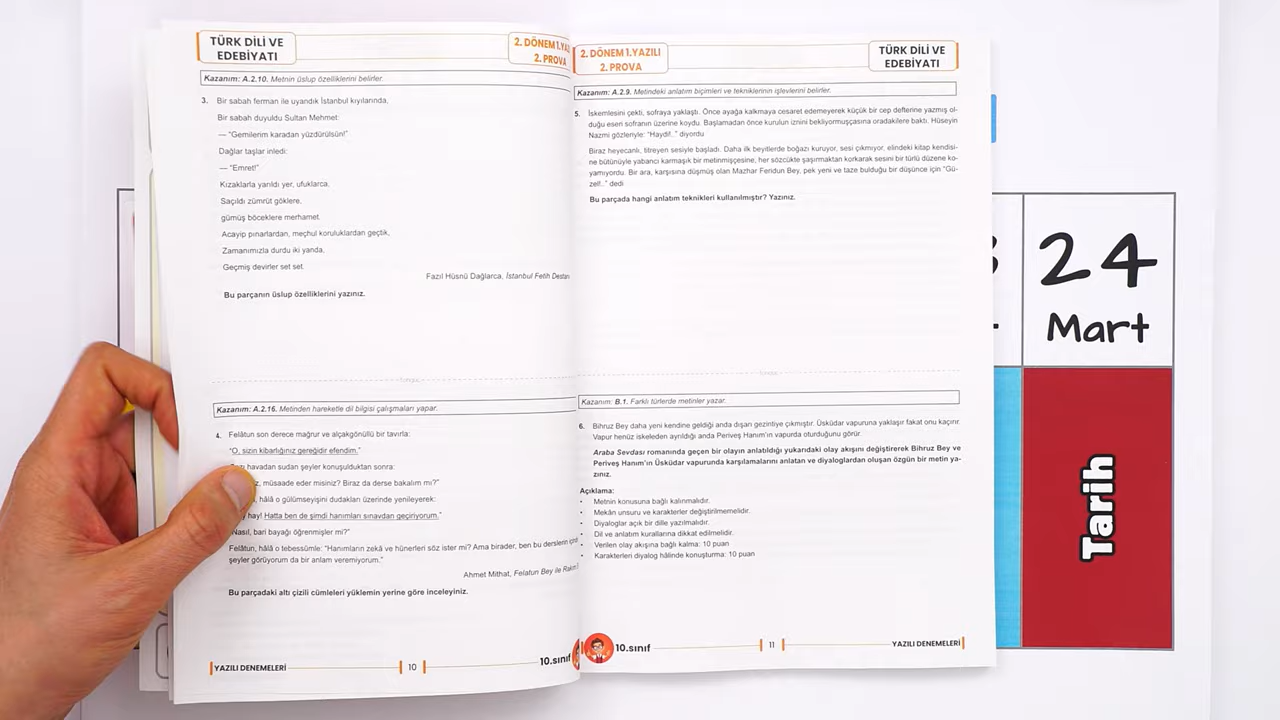 TÜRK DİLİ VE
EDEBİYATI
2. DÖNEM 1.YAZ
2. PROVA
Kazanım: A.2.10. Metnin üslup özelliklerini belirler.
3. Bir sabah ferman ile uyandık İstanbul kıyılarında,
Bir sabah duyuldu Sultan Mehmet:
— “Gemilerim karadan yüzdürülsün!”
Dağlar taşlar inledi:
— “Emret!”
Kızaklarla yarıldı yer, ufuklarca,
Saçıldı zümrüt göklere,
gümüş böceklere merhamet.
Acayip pınarlardan, meçhul koruluklardan geçtik,
Zamanımızla durdu iki yanda,
Geçmiş devirler set set.
Fazıl Hüsnü Dağlarca, İstanbul Fetih Destanı
Bu parçanın üslup özelliklerini yazınız.
Kazanım: A.2.16. Metinden hareketle dil bilgisi çalışmaları yapar.
4. Felâtun son derece mağrur ve alçakgönüllü bir tavırla:
“O, sizin kibarlığınız gereğidir efendim.”
havadan sudan şeyler konuşulduktan sonra:
müsaade eder misiniz? Biraz da derse bakalım mı?”
hâlâ o gülümseyişini dudakları üzerinde yenileyerek:
hay! Hatta ben de şimdi hanımları sınavdan geçiriyorum.”
Nasıl, bari bayağı öğrenmişler mi?”
Felâtun, hâlâ o tebessümle: “Hanımların zekâ ve hünerleri söz ister mi? Ama birader, ben bu derslerin
şeyler görüyorum da bir anlam veremiyorum.”
Ahmet Mithat, Felatun Bey ile Rakım
Bu parçadaki altı çizili cümleleri yüklemin yerine göre inceleyiniz.
YAZILI DENEMELERİ
10
10.sınıf
2. DÖNEM 1.YAZILI
2. PROVA
TÜRK DİLİ VE
EDEBİYATI
Kazanım: A.2.9. Metindeki anlatım biçimleri ve tekniklerinin işlevlerini belirler.
5. İskemlesini çekti, sofraya yaklaştı. Önce ayağa kalkmaya cesaret edemeyerek küçük bir cep defterine yazmış ol-
duğu eseri sofranın üzerine koydu. Başlamadan önce kurulun iznini bekliyormuşçasına oradakilere baktı. Hüseyin
Nazmi gözleriyle: “Haydi!..” diyordu
Biraz heyecanlı, titreyen sesiyle başladı. Daha ilk beyitlerde boğazı kuruyor, sesi çıkmıyor, elindeki kitap kendisi-
ne bütünüyle yabancı karmaşık bir metinmişçesine, her sözcükte şaşırmaktan korkarak sesini bir türlü düzene ko-
yamıyordu. Bir ara, karşısına düşmüş olan Mazhar Feridun Bey, pek yeni ve taze bulduğu bir düşünce için “Gü-
zel!..” dedi
Bu parçada hangi anlatım teknikleri kullanılmıştır? Yazınız.
Kazanım: B.1. Farklı türlerde metinler yazar.
6. Bihruz Bey daha yeni kendine geldiği anda dışarı gezintiye çıkmıştır. Üsküdar vapuruna yaklaşır fakat onu kaçırır.
Vapur henüz iskeleden ayrıldığı anda Periveş Hanım’ın vapurda oturduğunu görür.
Araba Sevdası romanında geçen bir olayın anlatıldığı yukarıdaki olay akışını değiştirerek Bihruz Bey ve
Periveş Hanım’ın Üsküdar vapurunda karşılamalarını anlatan ve diyaloglardan oluşan özgün bir metin ya-
zınız.
Açıklama:
• Metnin konusuna bağlı kalınmalıdır.
• Mekân unsuru ve karakterler değiştirilmemelidir.
• Diyaloglar açık bir dille yazılmalıdır.
• Dil ve anlatım kurallarına dikkat edilmelidir.
• Verilen olay akışına bağlı kalma: 10 puan
• Karakterleri diyalog hâlinde konuşturma: 10 puan
10.sınıf
11
YAZILI DENEMELERİ
24
Mart
Tarih